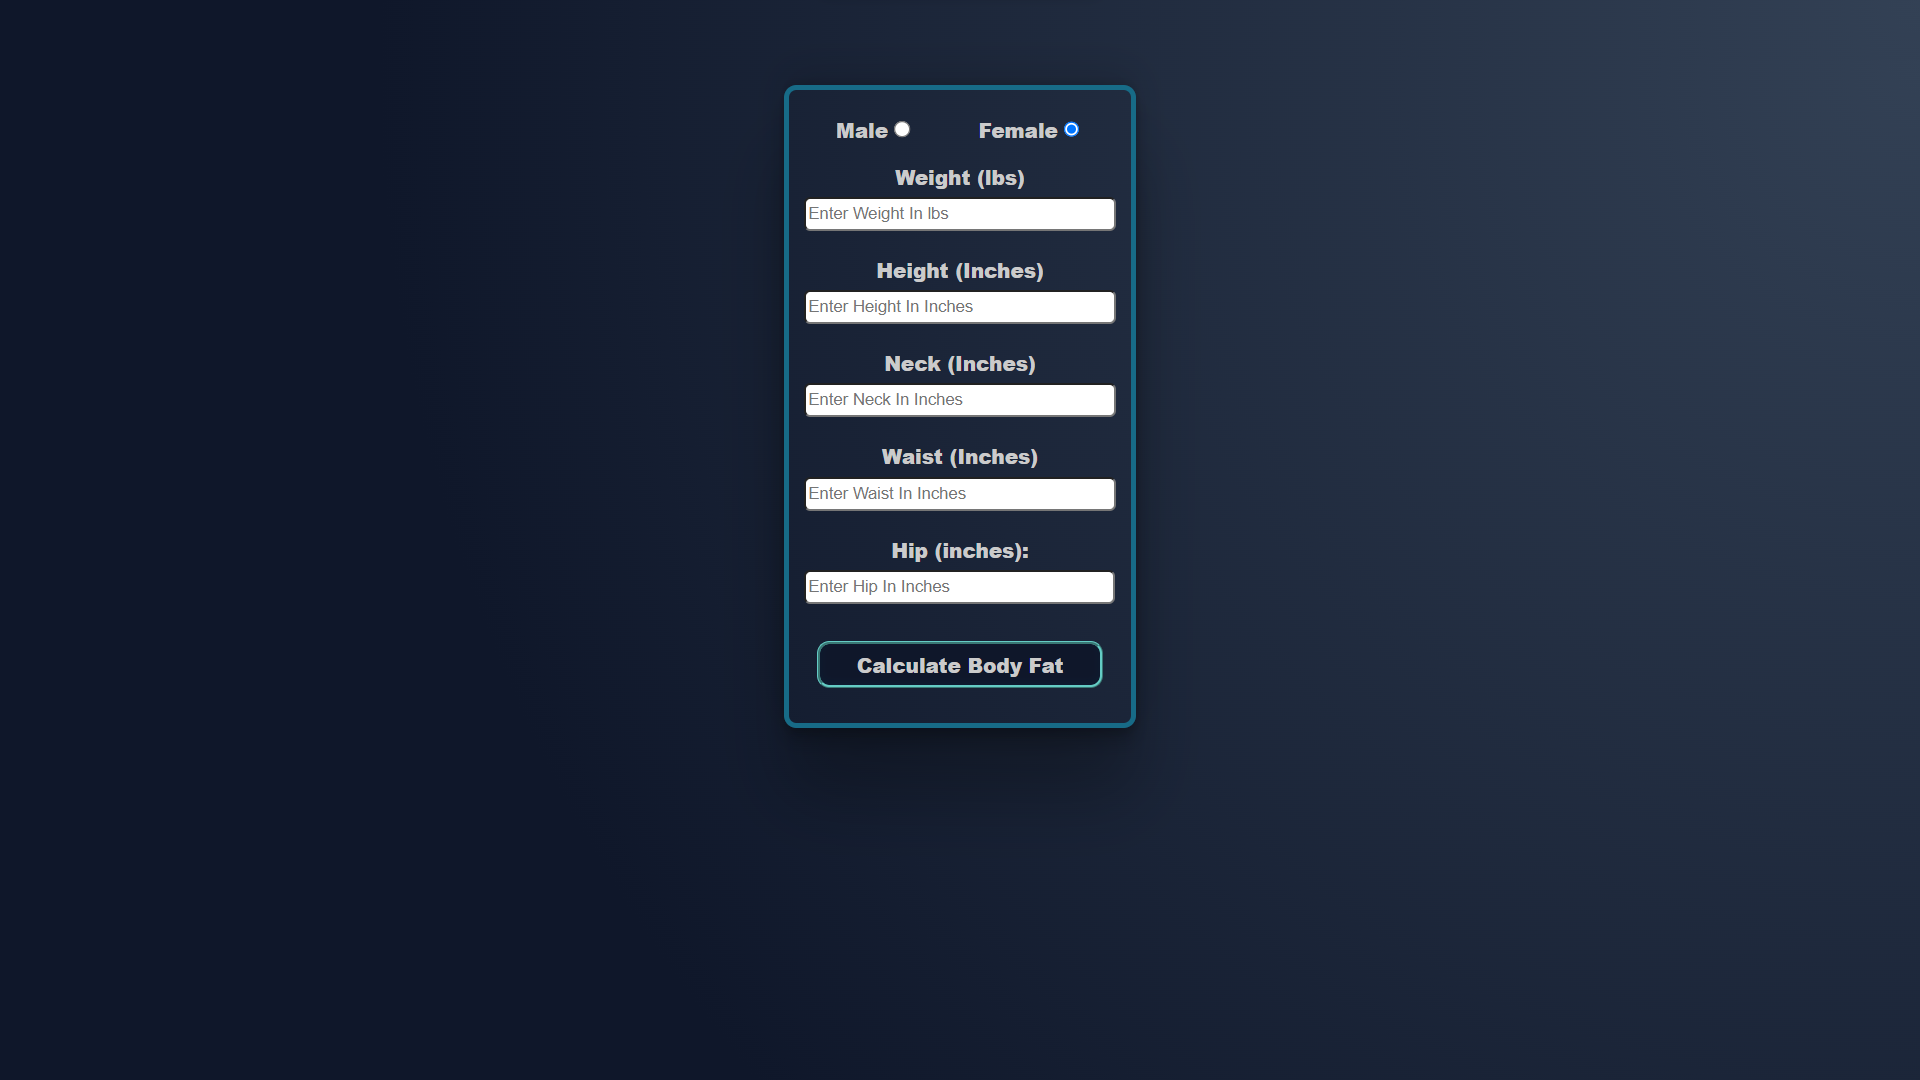 Male Female
Weight (lbs)
Enter Weight In lbs
Height (Inches)
Enter Height In Inches
Neck (Inches)
Enter Neck In Inches
Waist (Inches)
Enter Waist In Inches
Hip (inches):
Enter Hip In Inches
Calculate Body Fat